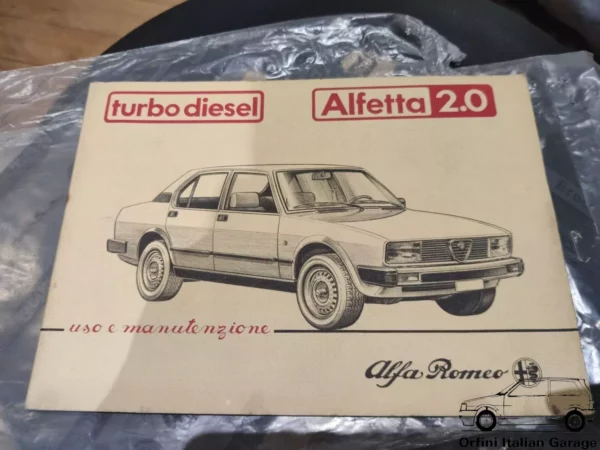 turbo diesel
Alfetta 2.0
uso e manutenzione
Alfa Romeo
Orfini Italian Garage